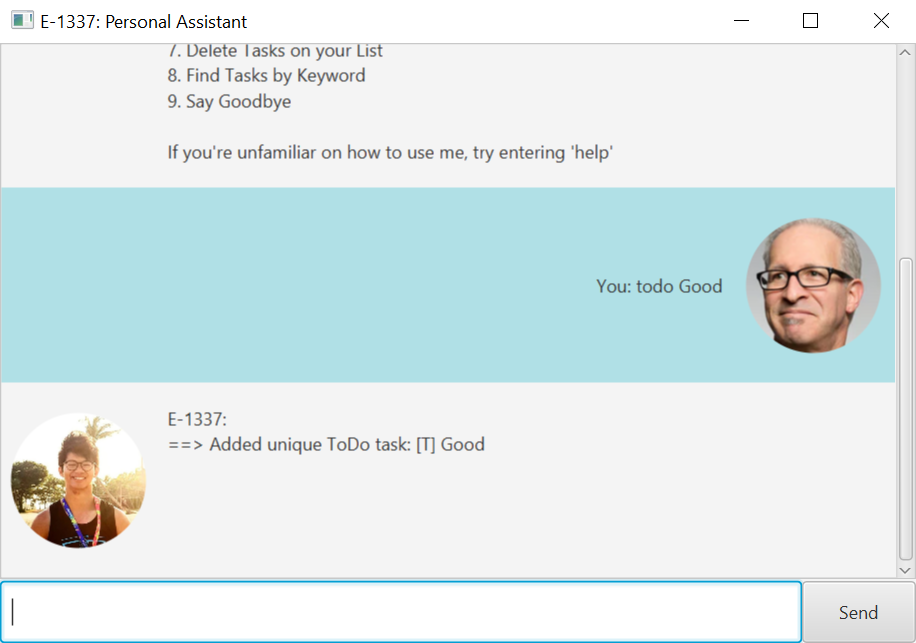 E-1337: Personal Assistant
7. Delete Tasks on your List
8. Find Tasks by Keyword
9. Say Goodbye
If you're unfamiliar on how to use me, try entering 'help'
You: todo Good
E-1337:
==> Added unique ToDo task: [T] Good
Send